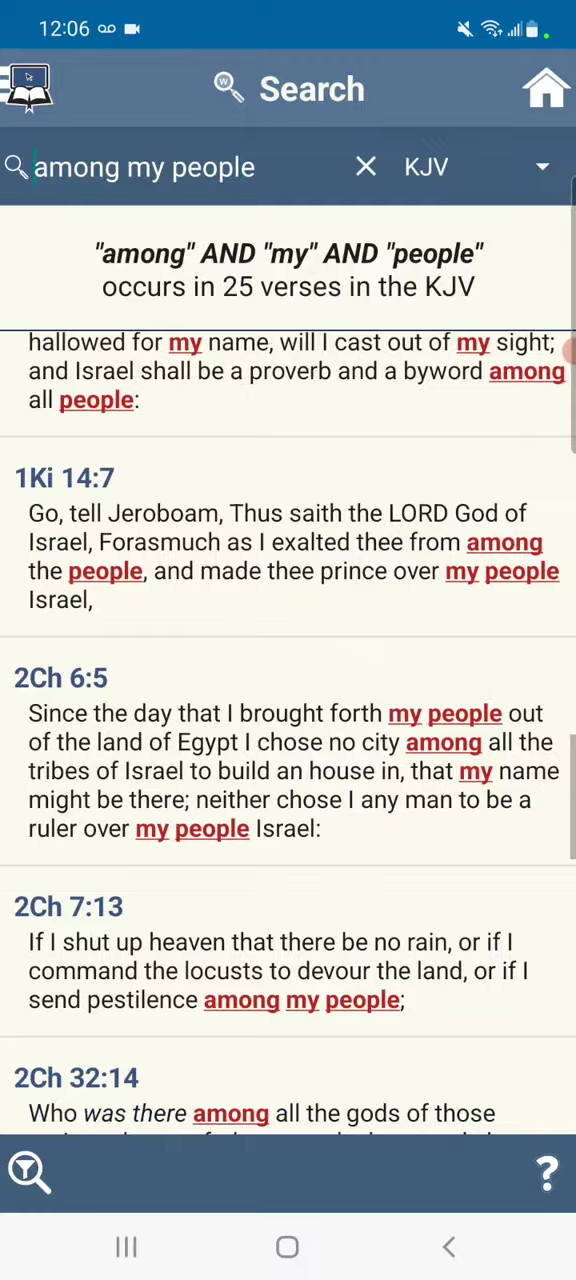 12:06
Search
among my people
KJV
"among" AND "my" AND "people"
occurs in 25 verses in the KJV
hallowed for my name, will I cast out of my sight;
and Israel shall be a proverb and a byword among
all people:
1Ki 14:7
Go, tell Jeroboam, Thus saith the LORD God of
Israel, Forasmuch as I exalted thee from among
the people, and made thee prince over my people
Israel,
2Ch 6:5
Since the day that I brought forth my people out
of the land of Egypt I chose no city among all the
tribes of Israel to build an house in, that my name
might be there; neither chose I any man to be a
ruler over my people Israel:
2Ch 7:13
If I shut up heaven that there be no rain, or if I
command the locusts to devour the land, or if I
send pestilence among my people;
2Ch 32:14
Who was there among all the gods of those